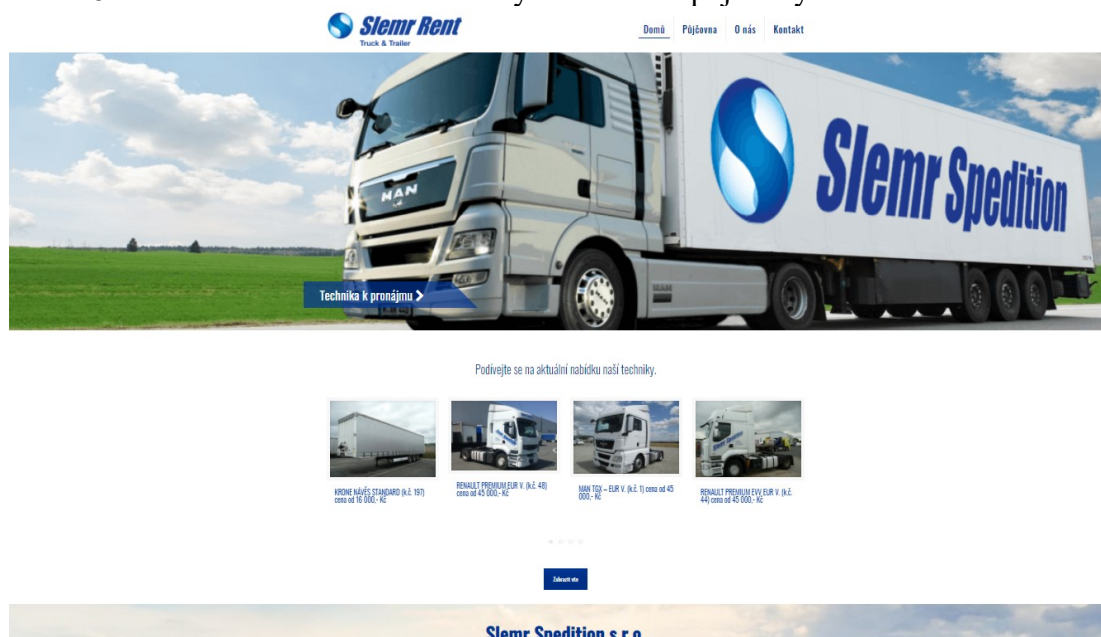 Slemr Rent
Truck & Trailer
Domů Půjčovna O nás Kontakt
Slemr Spedition
MAN
MAN
Technika k pronájmu
Podívejte se na aktuální nabídku naší techniky.
KRONE NÁVĚS STANDARD (k.č. 197)
cena od 16 000,- Kč
RENAULT PREMIUM EUR V. (k.č. 48)
cena od 45 000,- Kč
MAN TGX – EUR V. (k.č. 1) cena od 45
000,- Kč
RENAULT PREMIUM EVV EUR V. (k.č.
44) cena od 45 000,- Kč
Zobrazit vše
Slemr Spedition s.r.o.